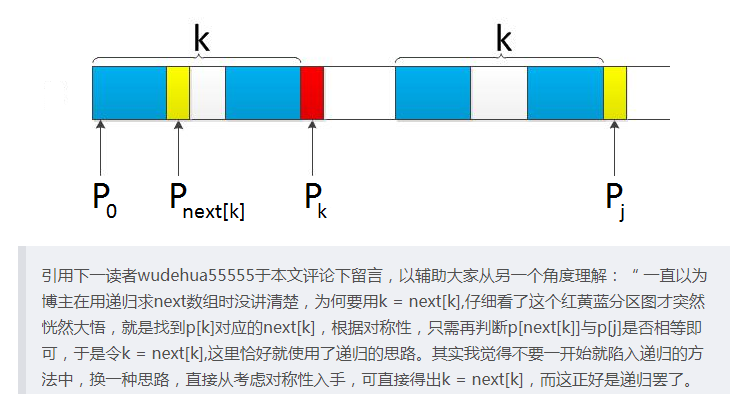 k k
P0 Pnext[k] Pk Pj
引用下一读者wudehua55555于本文评论下留言，以辅助大家从另一个角度理解：“ 一直以为
博主在用递归求next数组时没讲清楚，为何要用k = next[k],仔细看了这个红黄蓝分区图才突然
恍然大悟，就是找到p[k]对应的next[k]，根据对称性，只需再判断p[next[k]]与p[j]是否相等即
可，于是令k = next[k],这里恰好就使用了递归的思路。其实我觉得不要一开始就陷入递归的方
法中，换一种思路，直接从考虑对称性入手，可直接得出k = next[k]，而这正好是递归罢了。